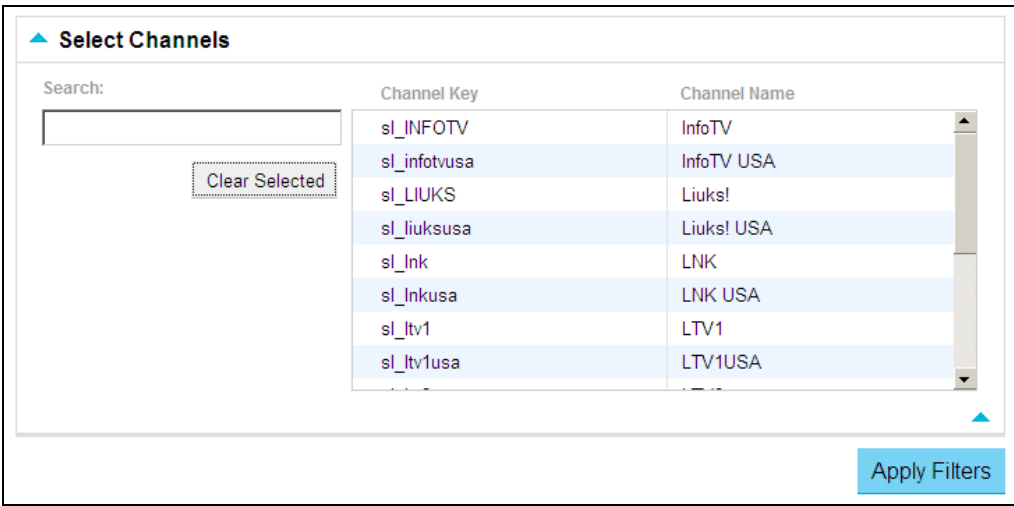 Select Channels
Search:
Channel Key Channel Name
sl_INFOTV InfoTV
sl_infotvusa InfoTV USA
Clear Selected
sl_LIUKS Liuks!
sl_liuksusa Liuks! USA
sl_lnk LNK
sl_lnkusa LNK USA
sl_ltv1 LTV1
sl_ltv1usa LTV1USA
Apply Filters